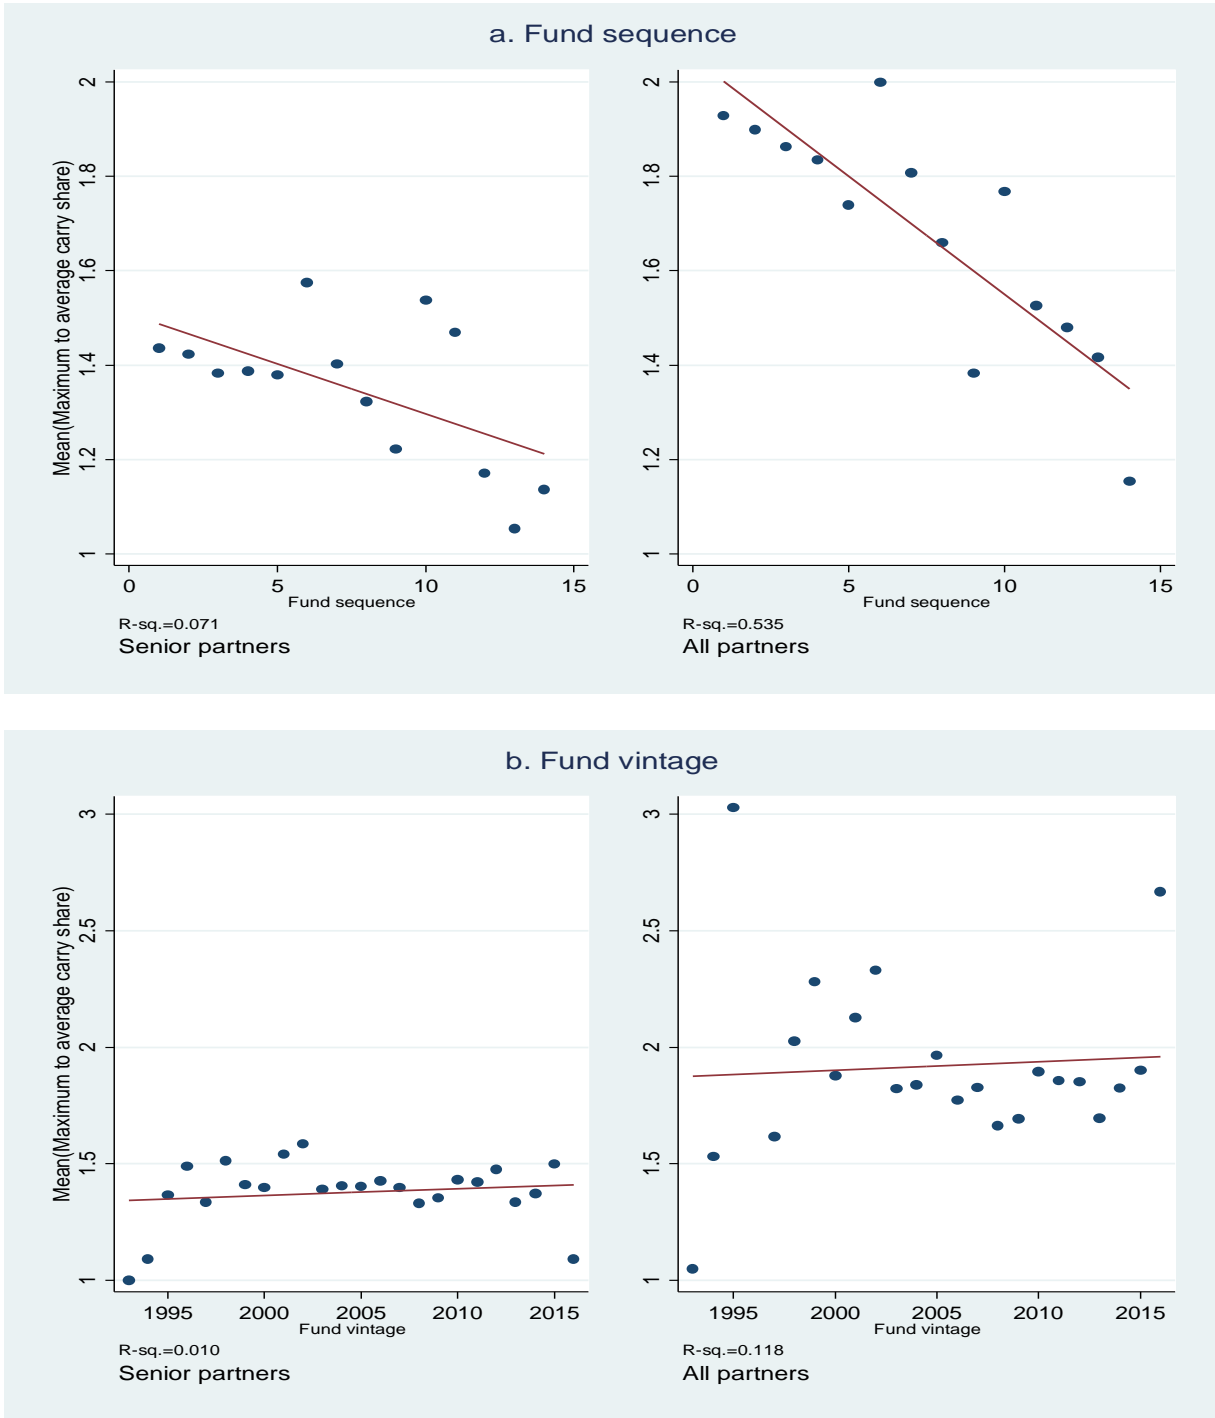 a. Fund sequence
Mean(Maximum to average carry share)
2
1.8
1.6
1.4
1.2
1
0 5 10 15
Fund sequence
R-sq.=0.071
Senior partners
2
1.8
1.6
1.4
1.2
1
0 5 10 15
Fund sequence
R-sq.=0.535
All partners
b. Fund vintage
Mean(Maximum to average carry share)
3
2.5
2
1.5
1
1995 2000 2005 2010 2015
Fund vintage
R-sq.=0.010
Senior partners
3
2.5
2
1.5
1
1995 2000 2005 2010 2015
Fund vintage
R-sq.=0.118
All partners